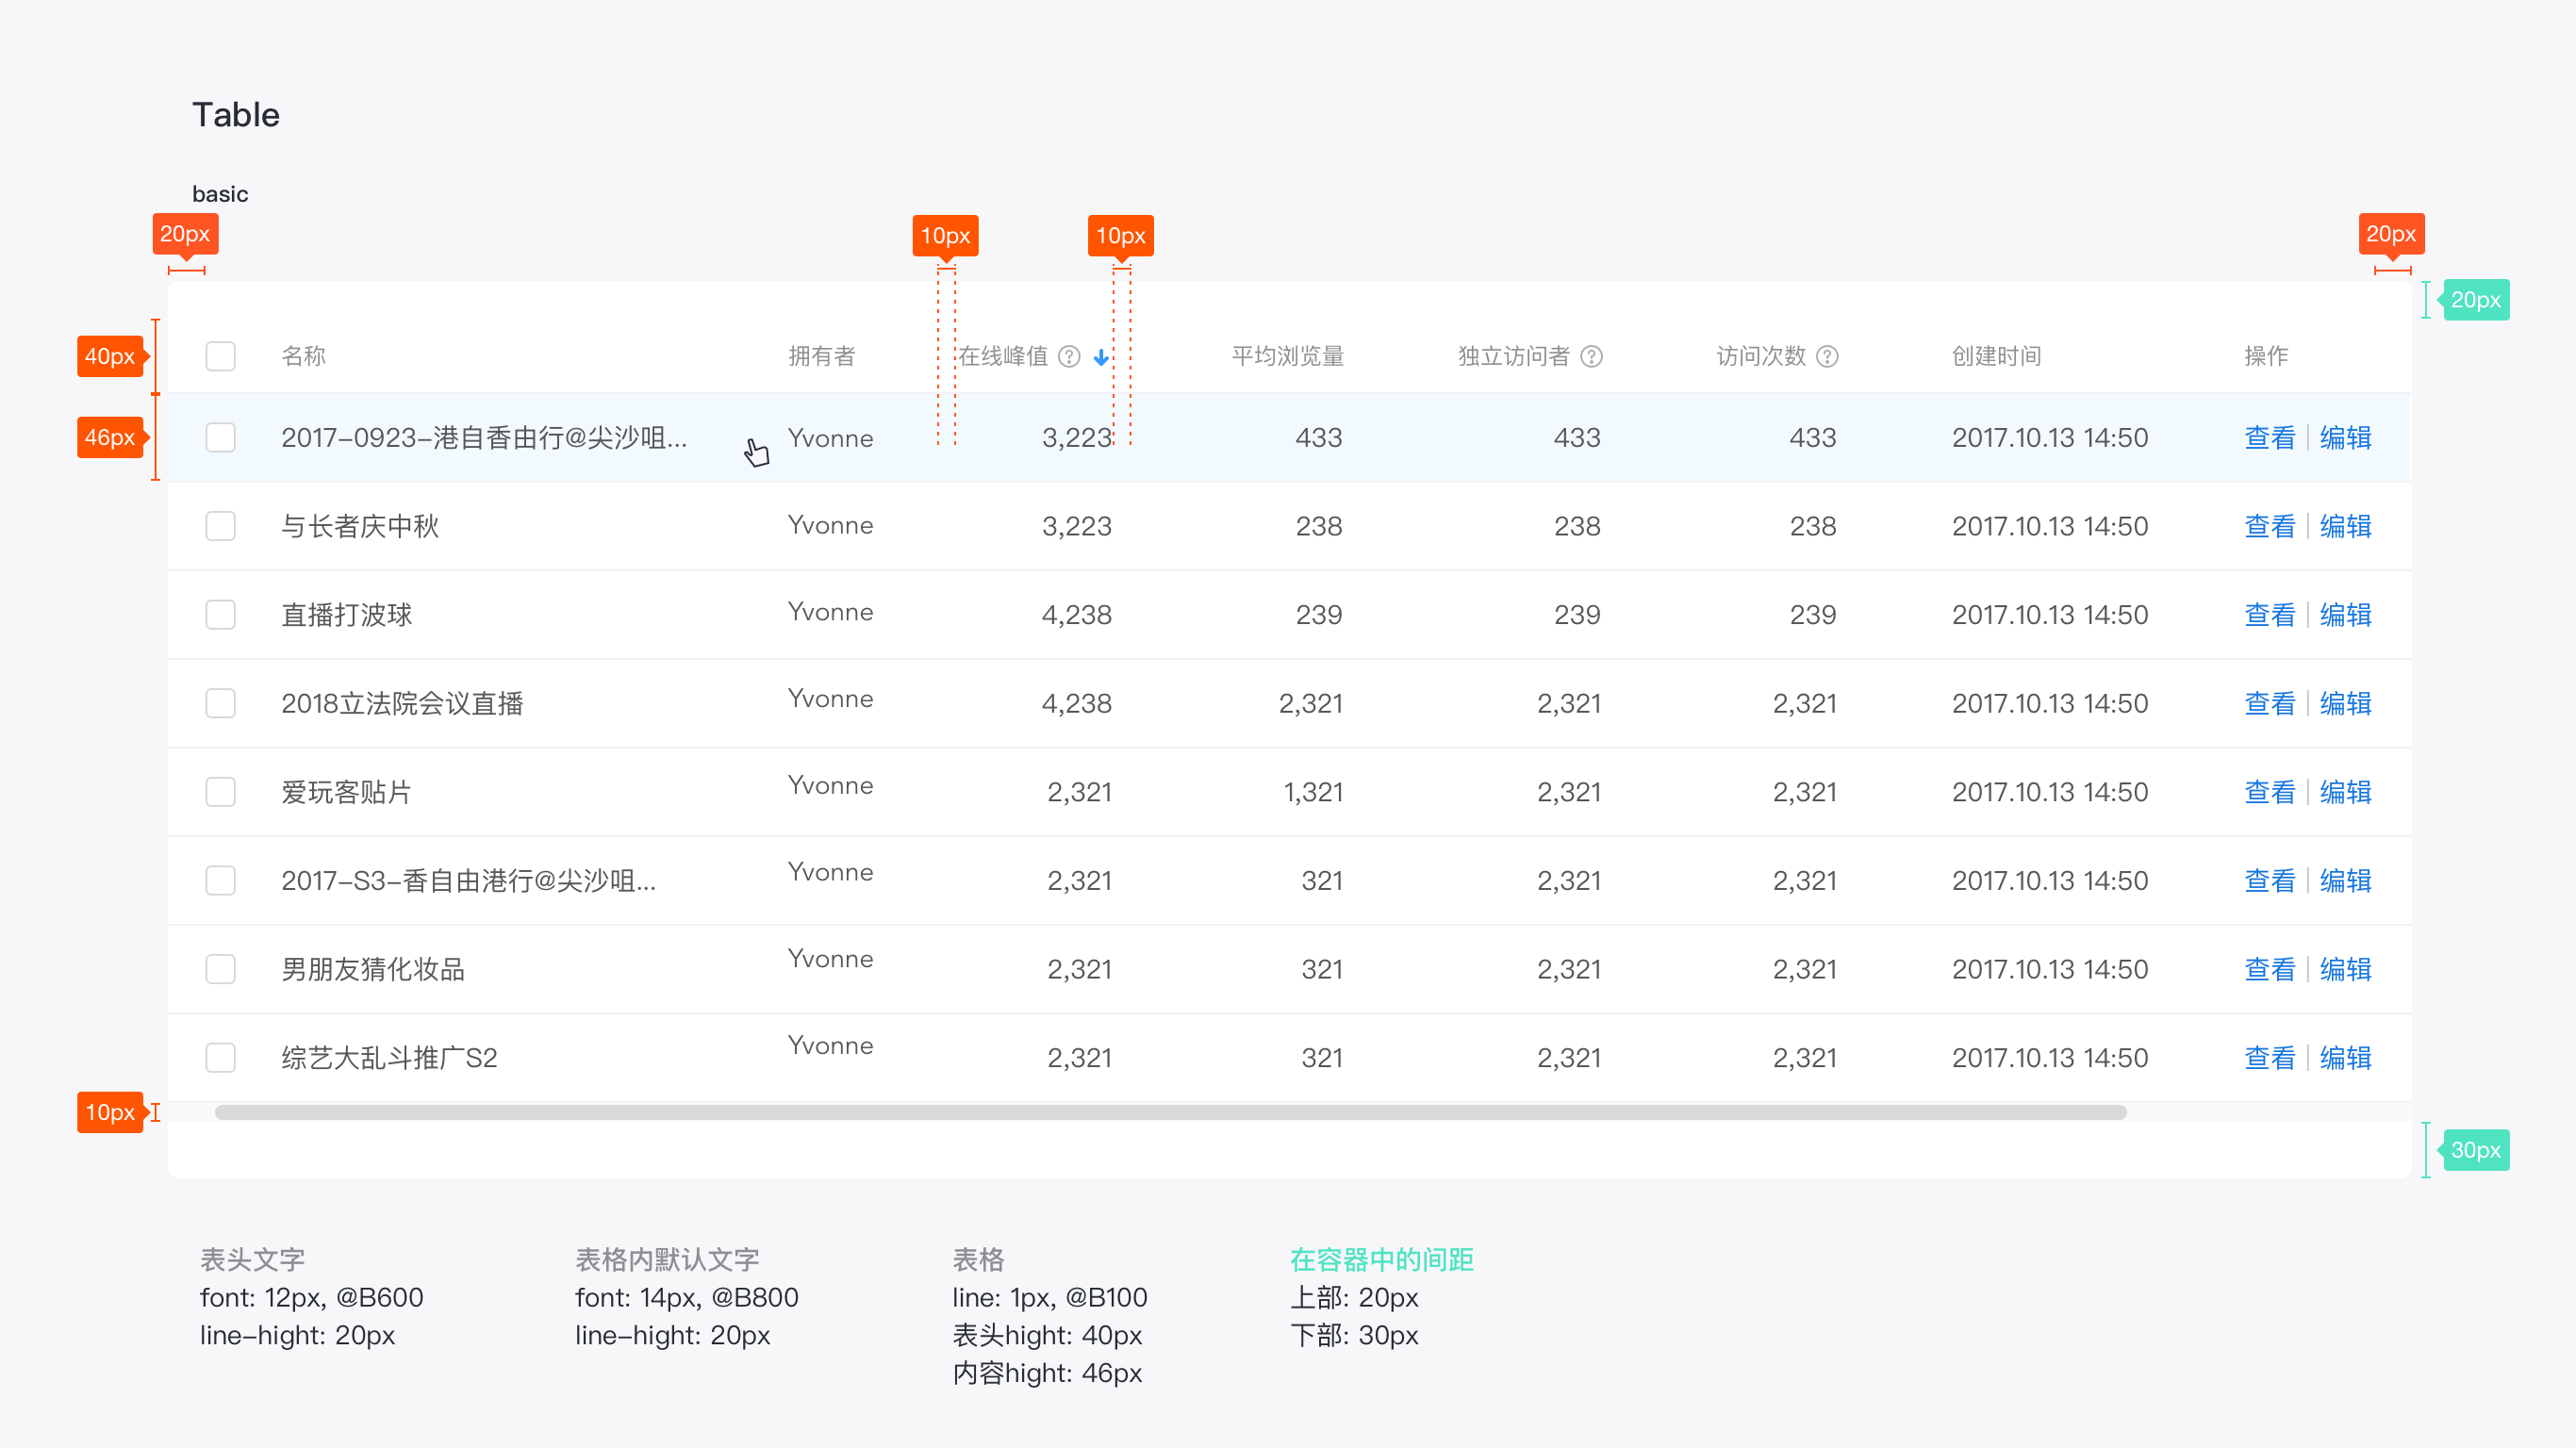 Table
basic
20px 10px 10px 20px
20px
40px 名称 拥有者 在线峰值 ? 平均浏览量 独立访问者 ? 访问次数 ? 创建时间 操作
46px 2017-0923-港自香由行@尖沙咀... Yvonne 3,223 433 433 433 2017.10.13 14:50 查看 | 编辑
与长者庆中秋 Yvonne 3,223 238 238 238 2017.10.13 14:50 查看 | 编辑
直播打波球 Yvonne 4,238 239 239 239 2017.10.13 14:50 查看 | 编辑
2018立法院会议直播 Yvonne 4,238 2,321 2,321 2,321 2017.10.13 14:50 查看 | 编辑
爱玩客贴片 Yvonne 2,321 1,321 2,321 2,321 2017.10.13 14:50 查看 | 编辑
2017-S3-香自由港行@尖沙咀... Yvonne 2,321 321 2,321 2,321 2017.10.13 14:50 查看 | 编辑
男朋友猜化妆品 Yvonne 2,321 321 2,321 2,321 2017.10.13 14:50 查看 | 编辑
综艺大乱斗推广S2 Yvonne 2,321 321 2,321 2,321 2017.10.13 14:50 查看 | 编辑
10px
30px
表头文字
font: 12px, @B600
line-hight: 20px
表格内默认文字
font: 14px, @B800
line-hight: 20px
表格
line: 1px, @B100
表头hight: 40px
内容hight: 46px
在容器中的间距
上部: 20px
下部: 30px